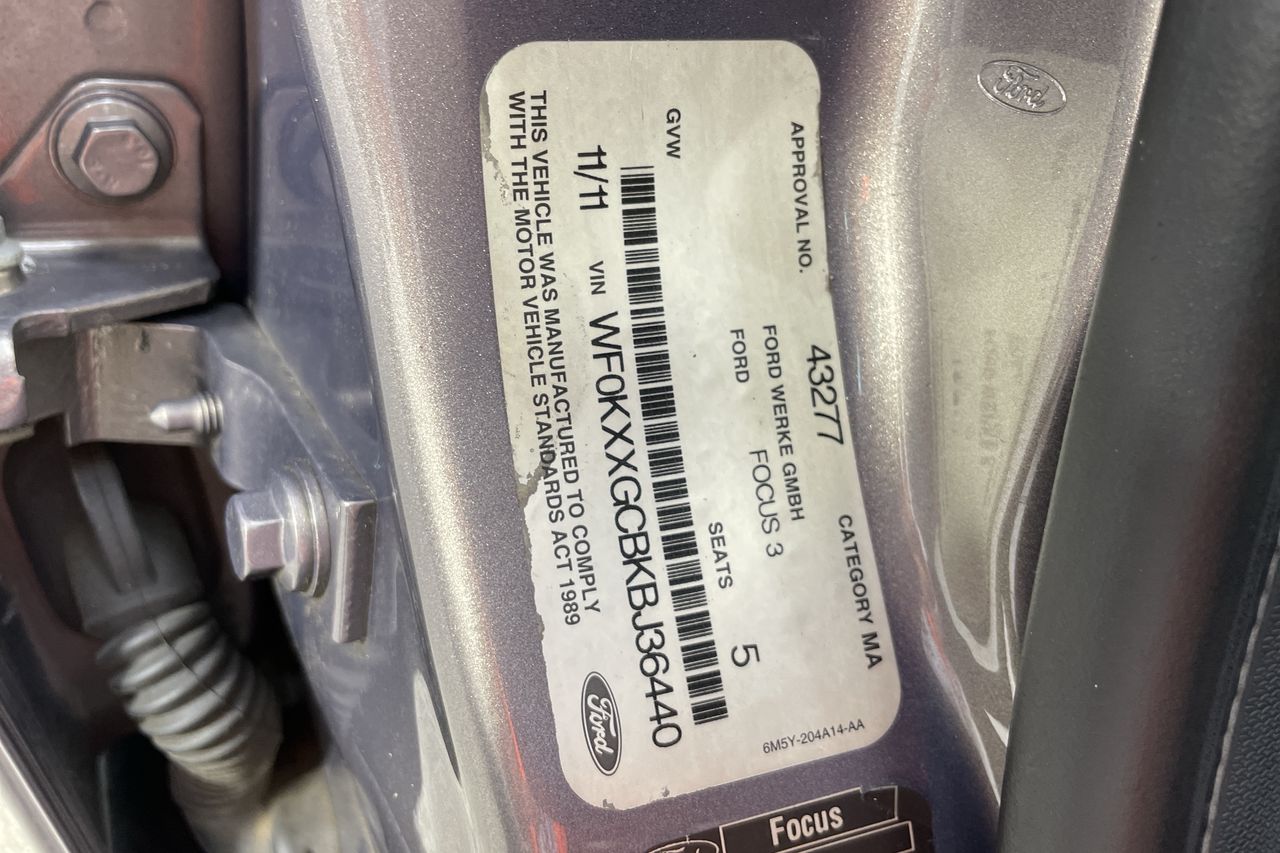 Ford
APPROVAL NO. 43277 CATEGORY MA
FORD WERKE GMBH
FORD FOCUS 3
GVW SEATS 5
11/11 VIN WF0KXXGCBKBJ36440
THIS VEHICLE WAS MANUFACTURED TO COMPLY
WITH THE MOTOR VEHICLE STANDARDS ACT 1989
Ford
6M5Y-204A14-AA
Focus